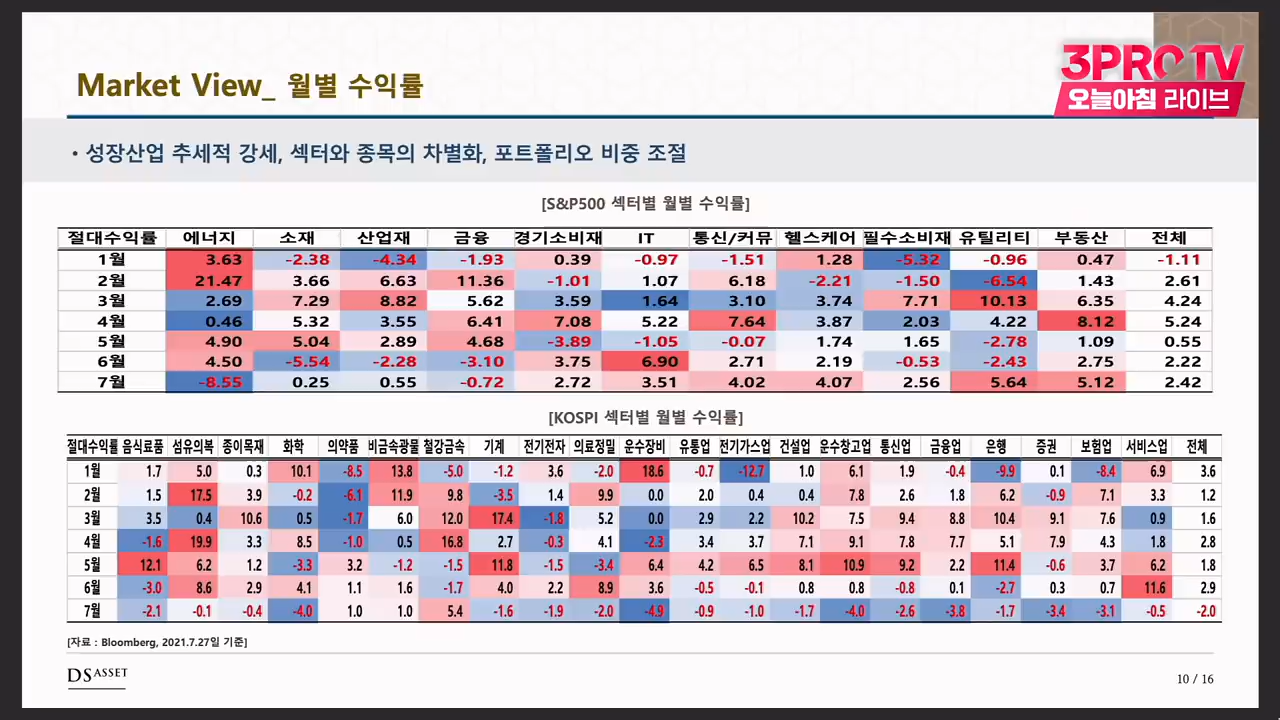 3PRO TV
오늘아침 라이브
Market View_ 월별 수익률
• 성장산업 추세적 강세, 섹터와 종목의 차별화, 포트폴리오 비중 조절
[S&P500 섹터별 월별 수익률]
절대수익률 에너지 소재 산업재 금융 경기소비재 IT 통신/커뮤 헬스케어 필수소비재 유틸리티 부동산 전체
1월 3.63 -2.38 -4.34 -1.93 0.39 -0.97 -1.51 1.28 -5.32 -0.96 0.47 -1.11
2월 21.47 3.66 6.63 11.36 -1.01 1.07 6.18 -2.21 -1.50 -6.54 1.43 2.61
3월 2.69 7.29 8.82 5.62 3.59 1.64 3.10 3.74 7.71 10.13 6.35 4.24
4월 0.46 5.32 3.55 6.41 7.08 5.22 7.64 3.87 2.03 4.22 8.12 5.24
5월 4.90 5.04 2.89 4.68 -3.89 -1.05 -0.07 1.74 1.65 -2.78 1.09 0.55
6월 4.50 -5.54 -2.28 -3.10 3.75 6.90 2.71 2.19 -0.53 -2.43 2.75 2.22
7월 -8.55 0.25 0.55 -0.72 2.72 3.51 4.02 4.07 2.56 5.64 5.12 2.42
[KOSPI 섹터별 월별 수익률]
절대수익률 음식료품 섬유의복 종이목재 화학 의약품 비금속광물 철강금속 기계 전기전자 의료정밀 운수장비 유통업 전기가스업 건설업 운수창고업 통신업 금융업 은행 증권 보험업 서비스업 전체
1월 1.7 5.0 0.3 10.1 -8.5 13.8 -5.0 -1.2 3.6 -2.0 18.6 -0.7 -12.7 1.0 6.1 1.9 -0.4 -9.9 0.1 -8.4 6.9 3.6
2월 1.5 17.5 3.9 -0.2 -6.1 11.9 9.8 -3.5 1.4 9.9 0.0 2.0 0.4 0.4 7.8 2.6 1.8 6.2 -0.9 7.1 3.3 1.2
3월 3.5 0.4 10.6 0.5 -1.7 6.0 12.0 17.4 -1.8 5.2 0.0 2.9 2.2 10.2 7.5 9.4 8.8 10.4 9.1 7.6 0.9 1.6
4월 -1.6 19.9 3.3 8.5 -1.0 0.5 16.8 2.7 -0.3 4.1 -2.3 3.4 3.7 7.1 9.1 7.8 7.7 5.1 7.9 4.3 1.8 2.8
5월 12.1 6.2 1.2 -3.3 3.2 -1.2 -1.5 11.8 -1.5 -3.4 6.4 4.2 6.5 8.1 10.9 9.2 2.2 11.4 -0.6 3.7 6.2 1.8
6월 -3.0 8.6 2.9 4.1 1.1 1.6 -1.7 4.0 2.2 8.9 3.6 -0.5 -0.1 0.8 0.8 -0.8 0.1 -2.7 0.3 0.7 11.6 2.9
7월 -2.1 -0.1 -0.4 -4.0 1.0 1.0 5.4 -1.6 -1.9 -2.0 -4.9 -0.9 -1.0 -1.7 -4.0 -2.6 -3.8 -1.7 -3.4 -3.1 -0.5 -2.0
[자료 : Bloomberg, 2021.7.27일 기준]
DS ASSET
10 / 16